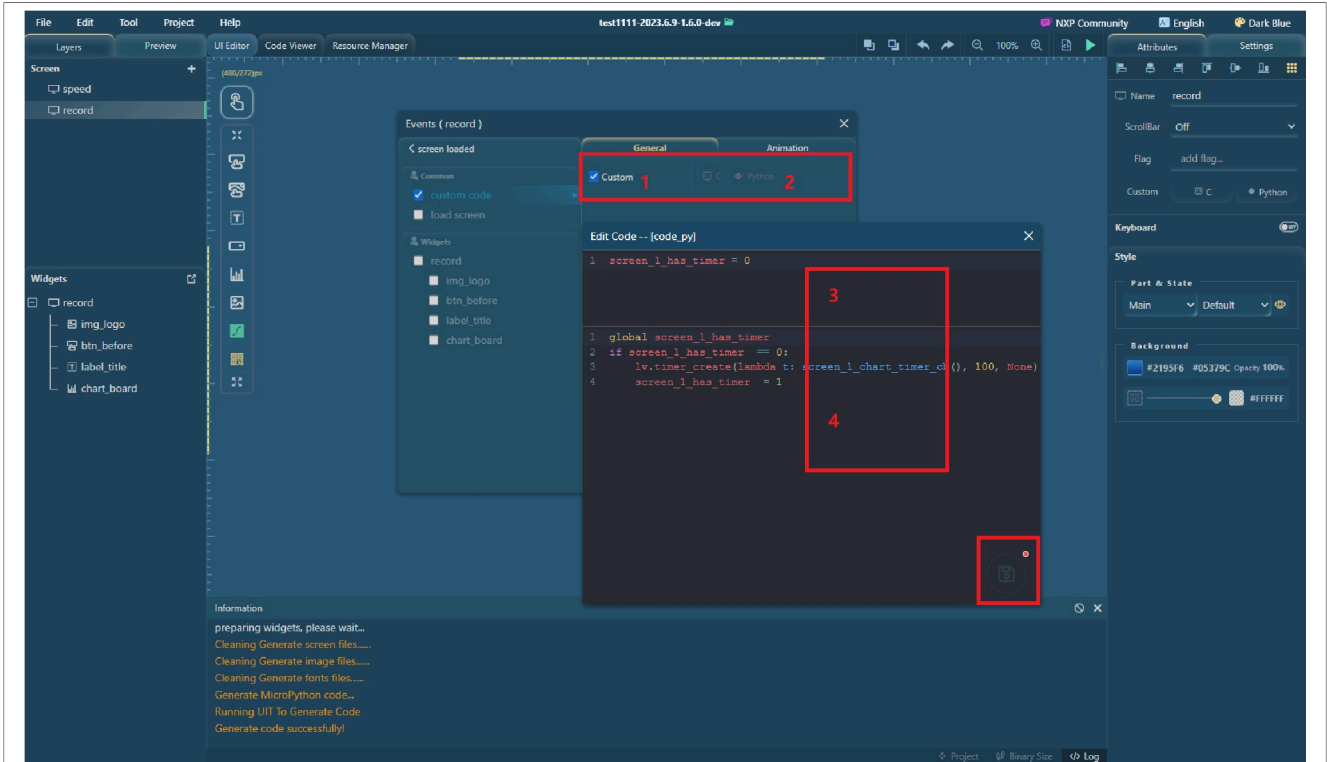 File Edit Tool Project Help test1111-2023.6.9-1.6.0-dev NXP Community English Dark Blue
Layers Preview UI Editor Code Viewer Resource Manager 100% Attributes Settings
Screen +
speed
record
(480/272)px
Name record
ScrollBar Off
Flag add flag...
Custom C Python
Keyboard Off
Style
Part & State
Main Default
Background
#2195F6 #05379C Opacity 100%
#FFFFFF
Widgets
record
img_logo
btn_before
label_title
chart_board
Events ( record )
screen loaded General Animation
Common
custom code
load screen
Widgets
record
img_logo
btn_before
label_title
chart_board
Custom 1 C Python 2
Edit Code -- [code_py]
1 screen_1_has_timer = 0
3
1 global screen_1_has_timer
2 if screen_1_has_timer == 0:
3 lv.timer_create(lambda t: screen_1_chart_timer_cb(), 100, None)
4 screen_1_has_timer = 1
4
Information
preparing widgets, please wait...
Cleaning Generate screen files......
Cleaning Generate image files......
Cleaning Generate fonts files......
Generate MicroPython code...
Running UIT To Generate Code
Generate code successfully!
Project Binary Size Log